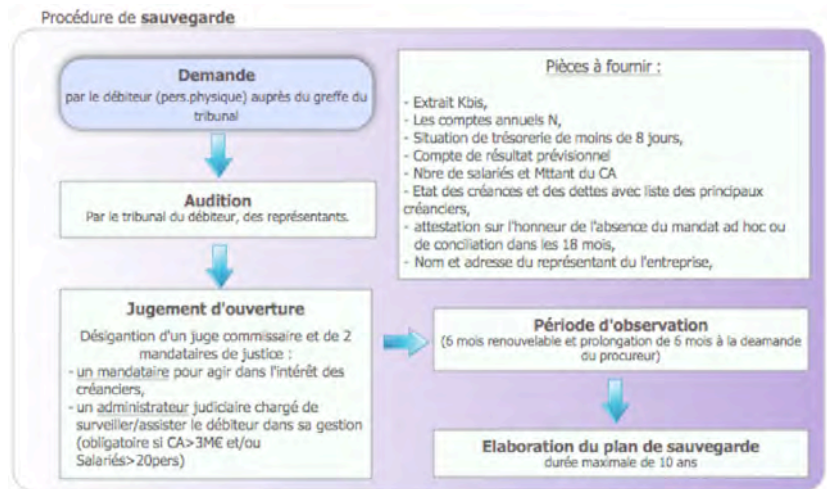 Procédure de sauvegarde
Demande
par le débiteur (pers.physique) auprès du greffe du
tribunal
Audition
Par le tribunal du débiteur, des représentants.
Jugement d'ouverture
Désigantion d'un juge commissaire et de 2
mandataires de justice :
- un mandataire pour agir dans l'intérêt des
créanciers,
- un administrateur judiciaire chargé de
surveiller/assister le débiteur dans sa gestion
(obligatoire si CA>3M€ et/ou
Salariés>20pers)
Pièces à fournir :
- Extrait Kbis,
- Les comptes annuels N,
- Situation de trésorerie de moins de 8 jours,
- Compte de résultat prévisionnel
- Nbre de salariés et Mttant du CA
- Etat des créances et des dettes avec liste des principaux
créanciers,
- attestation sur l'honneur de l'absence du mandat ad hoc ou
de conciliation dans les 18 mois,
- Nom et adresse du représentant du l'entreprise,
Période d'observation
(6 mois renouvelable et prolongation de 6 mois à la deamande
du procureur)
Elaboration du plan de sauvegarde
durée maximale de 10 ans